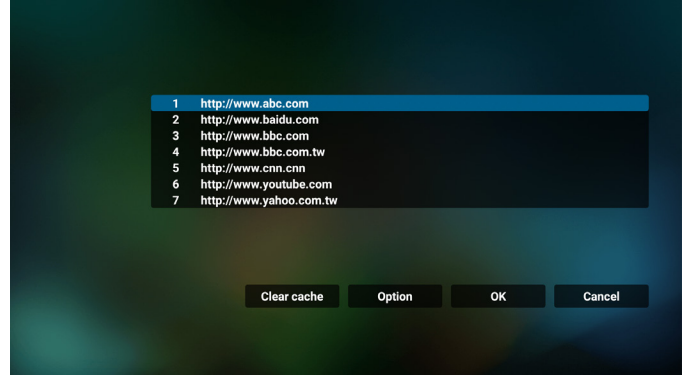 1 http://www.abc.com
2 http://www.baidu.com
3 http://www.bbc.com
4 http://www.bbc.com.tw
5 http://www.cnn.cnn
6 http://www.youtube.com
7 http://www.yahoo.com.tw
Clear cache Option OK Cancel